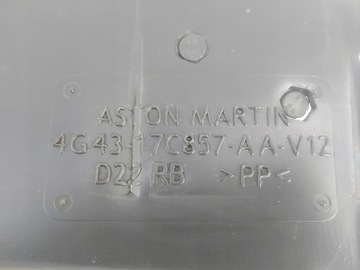 ASTON MARTIN
4G43-17C857-AA-V12
D22 RB >PP<